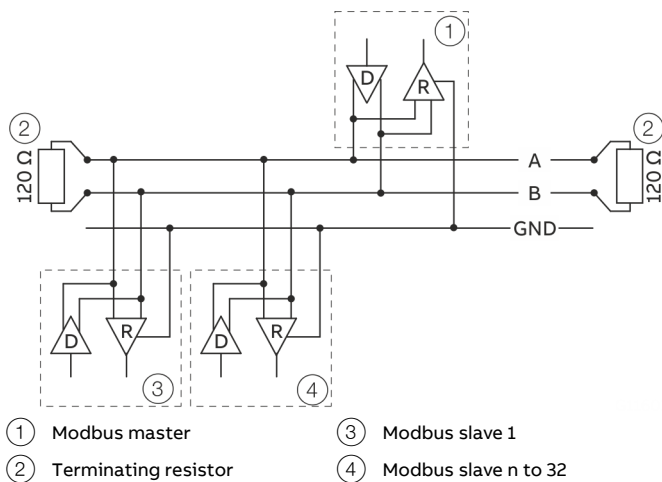 1
D
R
2
120 Ω
2
120 Ω
A
B
GND
D
R
D
R
3
4
1 Modbus master
3 Modbus slave 1
2 Terminating resistor
4 Modbus slave n to 32